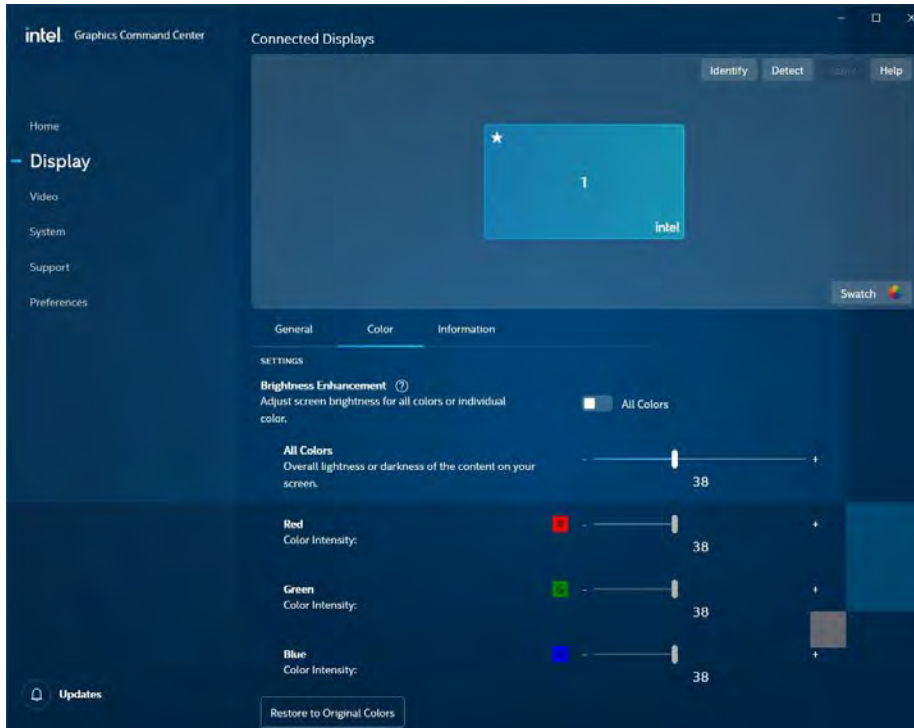 intel. Graphics Command Center
Connected Displays
Identify Detect Help
1
intel
Swatch
Home
Display
Video
System
Support
Preferences
General Color Information
SETTINGS
Brightness Enhancement ?
Adjust screen brightness for all colors or individual
color.
All Colors
All Colors
Overall lightness or darkness of the content on your
screen.
- +
38
Red
Color Intensity:
- +
38
Green
Color Intensity:
G - +
38
Blue
Color Intensity:
- +
38
Updates
Restore to Original Colors